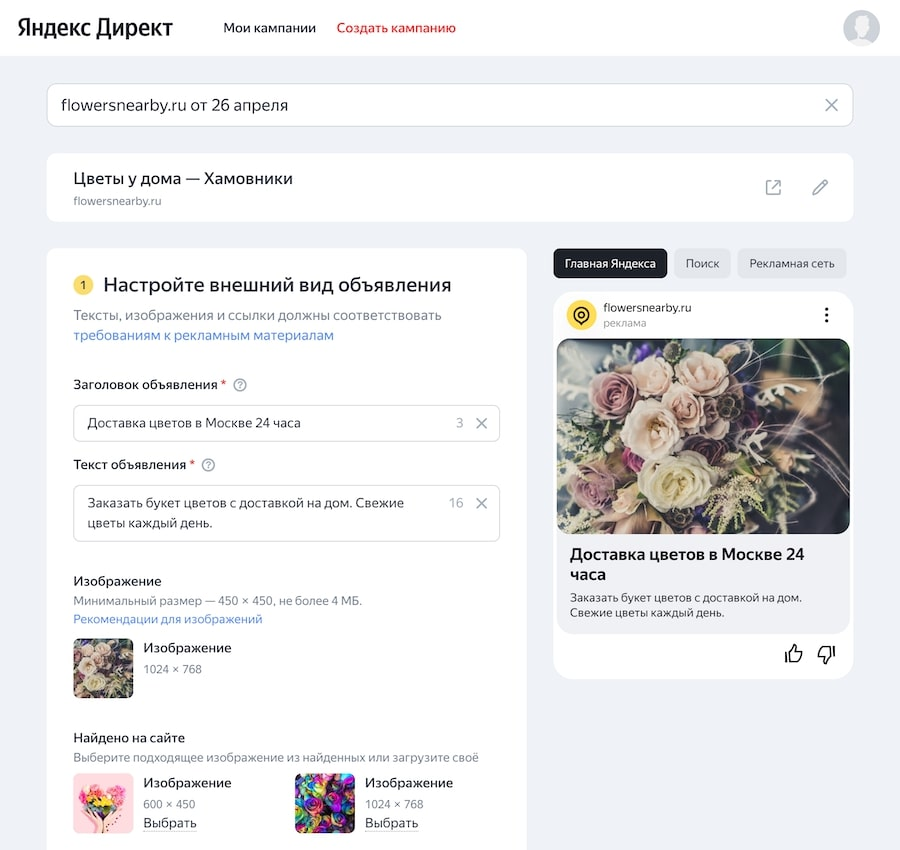 Яндекс Директ
Мои кампании
Создать кампанию
flowersnearby.ru от 26 апреля
Цветы у дома — Хамовники
flowersnearby.ru
1 Настройте внешний вид объявления
Тексты, изображения и ссылки должны соответствовать
требованиям к рекламным материалам
Заголовок объявления * ?
Доставка цветов в Москве 24 часа 3
Текст объявления * ?
Заказать букет цветов с доставкой на дом. Свежие 16
цветы каждый день.
Изображение
Минимальный размер — 450 × 450, не более 4 МБ.
Рекомендации для изображений
Изображение
1024 × 768
Найдено на сайте
Выберите подходящее изображение из найденных или загрузите своё
Изображение
600 × 450
Выбрать
Изображение
1024 × 768
Выбрать
Главная Яндекса
Поиск
Рекламная сеть
flowersnearby.ru
реклама
Доставка цветов в Москве 24
часа
Заказать букет цветов с доставкой на дом.
Свежие цветы каждый день.